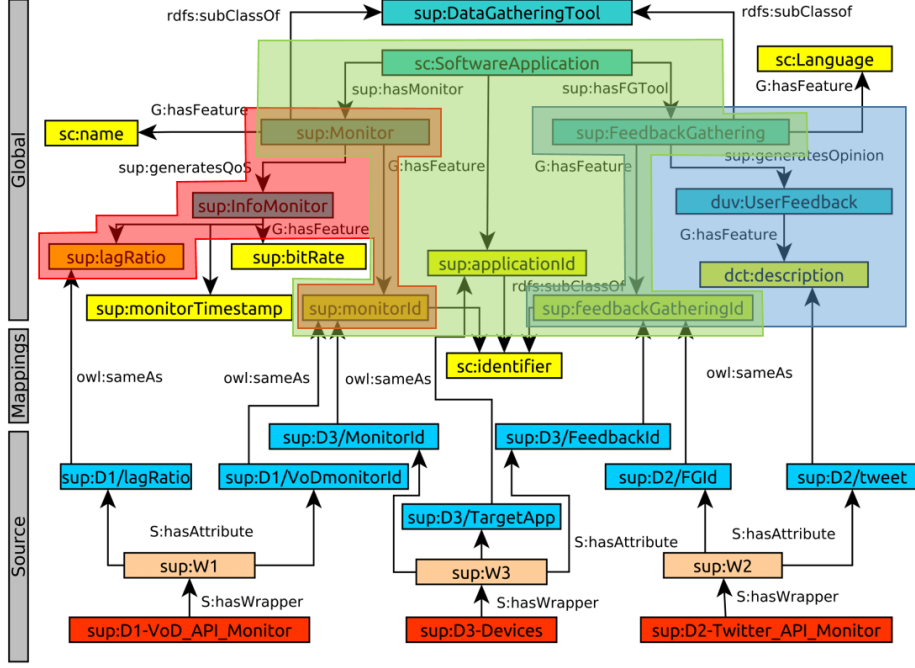 Global
rdfs:subClassOf
sup:DataGatheringTool
rdfs:subClassof
sc:SoftwareApplication
sc:Language
sup:hasMonitor
sup:hasFGTool
G:hasFeature
G:hasFeature
sc:name
sup:Monitor
sup:FeedbackGathering
sup:generatesQoS
G:hasFeature
G:hasFeature
sup:generatesOpinion
sup:InfoMonitor
duv:UserFeedback
G:hasFeature
G:hasFeature
sup:lagRatio
sup:bitRate
sup:applicationId
dct:description
rdfs:subClassOf
sup:monitorTimestamp
sup:monitorId
sup:feedbackGatheringId
Mappings
sc:identifier
owl:sameAs
owl:sameAs
owl:sameAs
owl:sameAs
Source
sup:D3/MonitorId
sup:D3/FeedbackId
sup:D1/lagRatio
sup:D1/VoDmonitorId
sup:D2/FGId
sup:D2/tweet
sup:D3/TargetApp
S:hasAttribute
S:hasAttribute
S:hasAttribute
sup:W1
sup:W3
sup:W2
S:hasWrapper
S:hasWrapper
S:hasWrapper
sup:D1-VoD_API_Monitor
sup:D3-Devices
sup:D2-Twitter_API_Monitor